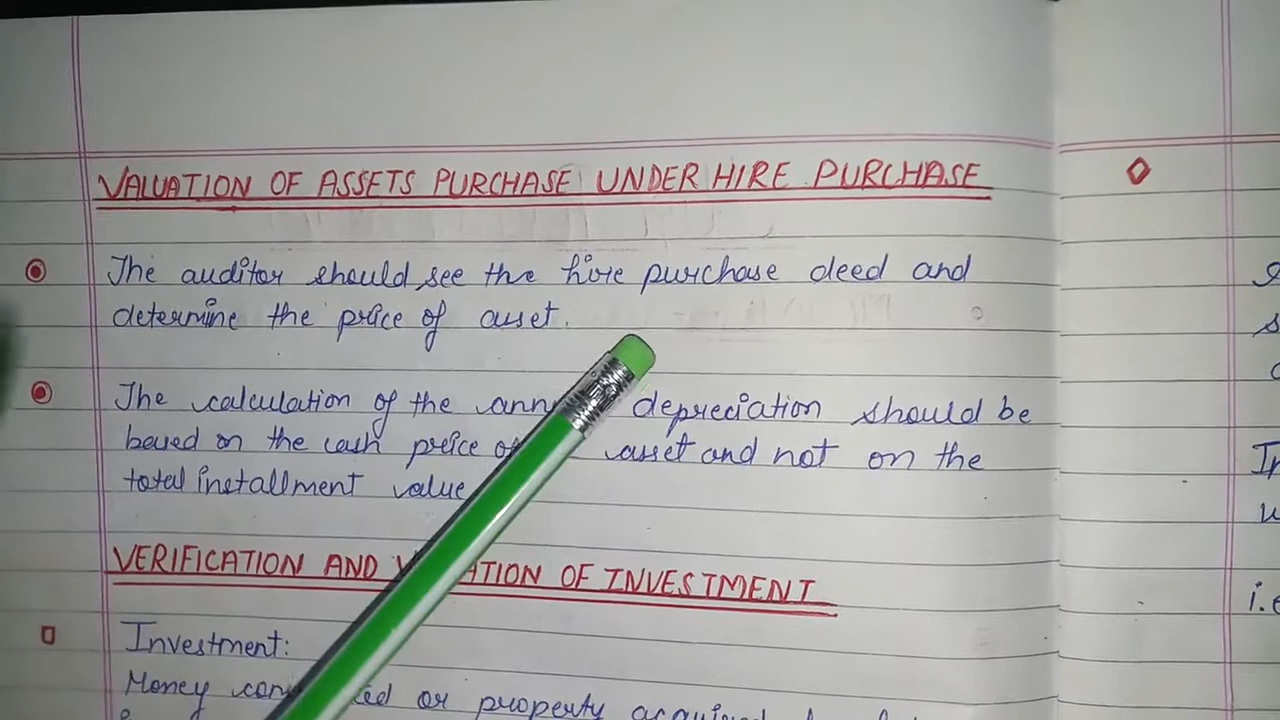 VALUATION OF ASSETS PURCHASE UNDER HIRE PURCHASE
The auditor should see the hire purchase deed and
determine the price of asset.
The calculation of the depreciation should be
based on the cash price asset and not on the
total installment value
VERIFICATION AND OF INVESTMENT
Investment:
Money or property
i.e